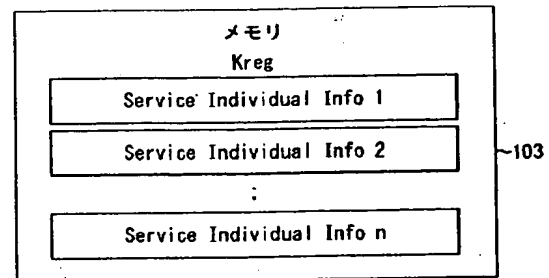 メモリ
Kreg
Service Individual Info 1
Service Individual Info 2
:
Service Individual Info n
~103